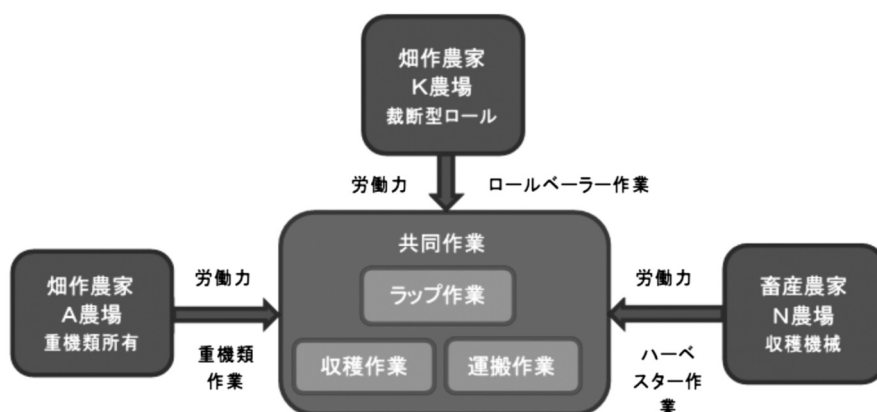 畑作農家
K農場
裁断型ロール
労働力
ロールベーラー作業
共同作業
ラップ作業
収穫作業
運搬作業
畑作農家
A農場
重機類所有
労働力
重機類
作業
労働力
ハーベ
スター作
業
畜産農家
N農場
収穫機械